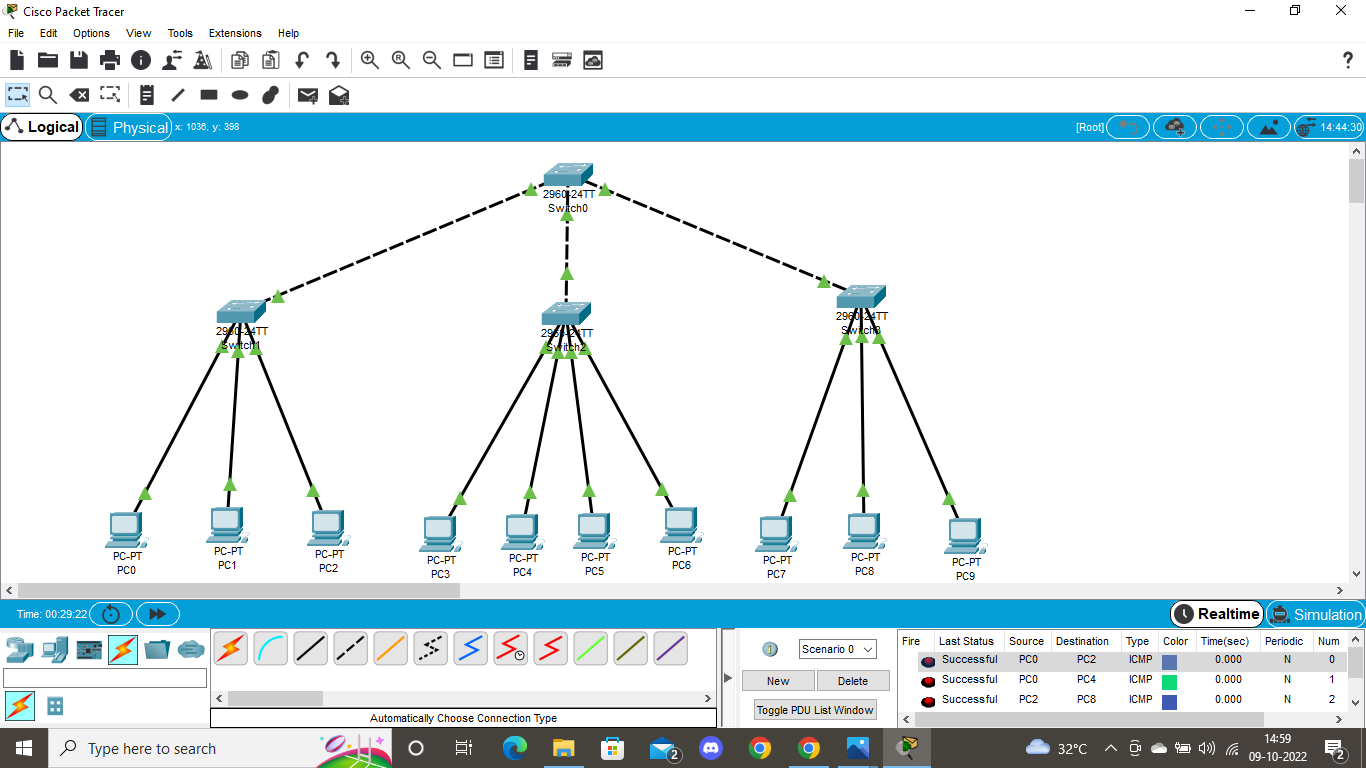 Cisco Packet Tracer
File Edit Options View Tools Extensions Help
Logical Physical x: 1036, y: 398 [Root] 14:44:30
2960-24TT
Switch0
2960-24TT
Switch1
2960-24TT
Switch2
2960-24TT
Switch3
PC-PT
PC0
PC-PT
PC1
PC-PT
PC2
PC-PT
PC3
PC-PT
PC4
PC-PT
PC5
PC-PT
PC6
PC-PT
PC7
PC-PT
PC8
PC-PT
PC9
Time: 00:29:22 Realtime Simulation
Scenario 0
New Delete
Toggle PDU List Window
Automatically Choose Connection Type
Fire Last Status Source Destination Type Color Time(sec) Periodic Num
Successful PC0 PC2 ICMP 0.000 N 0
Successful PC0 PC4 ICMP 0.000 N 1
Successful PC2 PC8 ICMP 0.000 N 2
Type here to search
2
32°C
14:59
09-10-2022
2